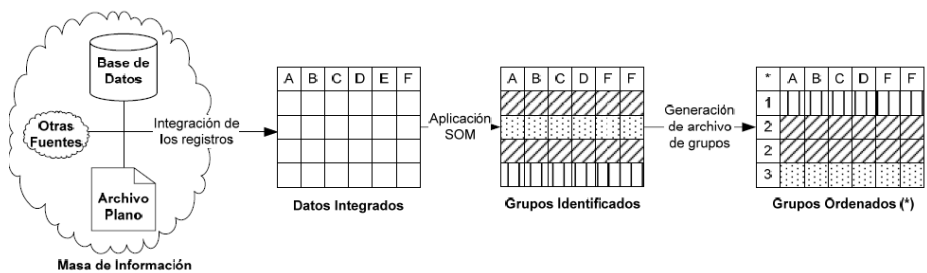 Base de
Datos
Otras
Fuentes
Archivo
Plano
Masa de Información
Integración de
los registros
A B C D E F
Datos Integrados
Aplicación
SOM
A B C D F F
Grupos Identificados
Generación
de archivo
de grupos
* A B C D F F
1
2
2
3
Grupos Ordenados (*)